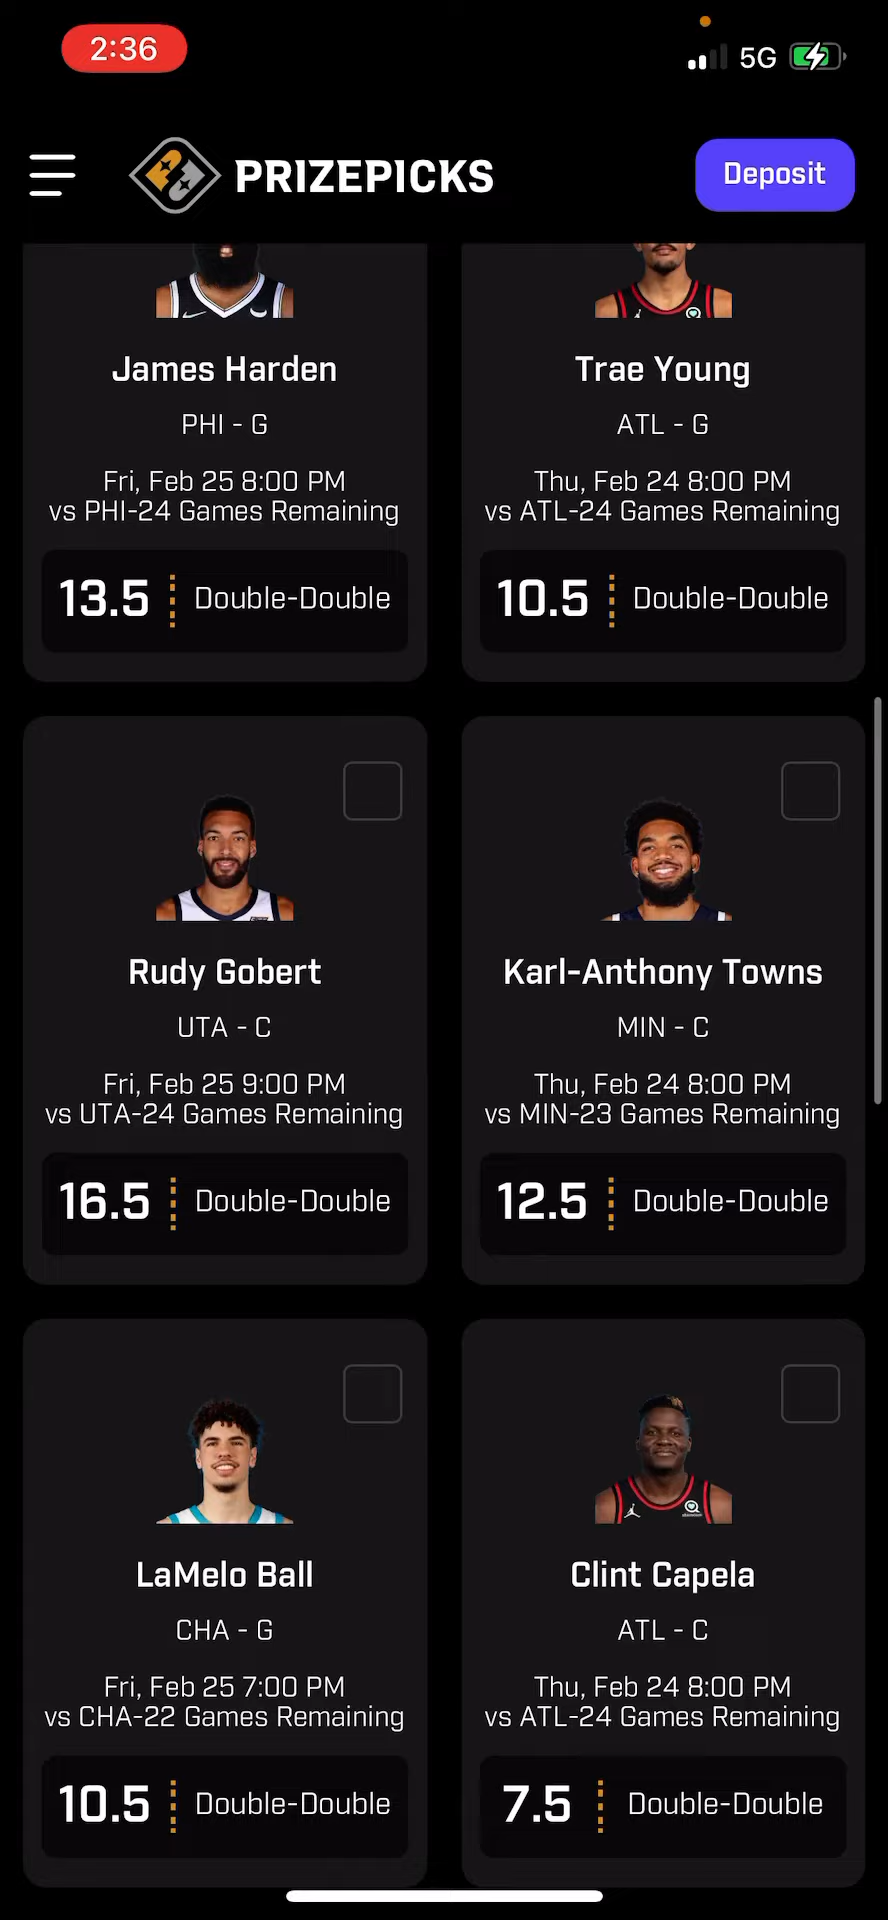 2:36
5G
PRIZEPICKS
Deposit
James Harden
PHI - G
Fri, Feb 25 8:00 PM
vs PHI-24 Games Remaining
13.5
Double-Double
Trae Young
ATL - G
Thu, Feb 24 8:00 PM
vs ATL-24 Games Remaining
10.5
Double-Double
Rudy Gobert
UTA - C
Fri, Feb 25 9:00 PM
vs UTA-24 Games Remaining
16.5
Double-Double
Karl-Anthony Towns
MIN - C
Thu, Feb 24 8:00 PM
vs MIN-23 Games Remaining
12.5
Double-Double
LaMelo Ball
CHA - G
Fri, Feb 25 7:00 PM
vs CHA-22 Games Remaining
10.5
Double-Double
Clint Capela
ATL - C
Thu, Feb 24 8:00 PM
vs ATL-24 Games Remaining
7.5
Double-Double